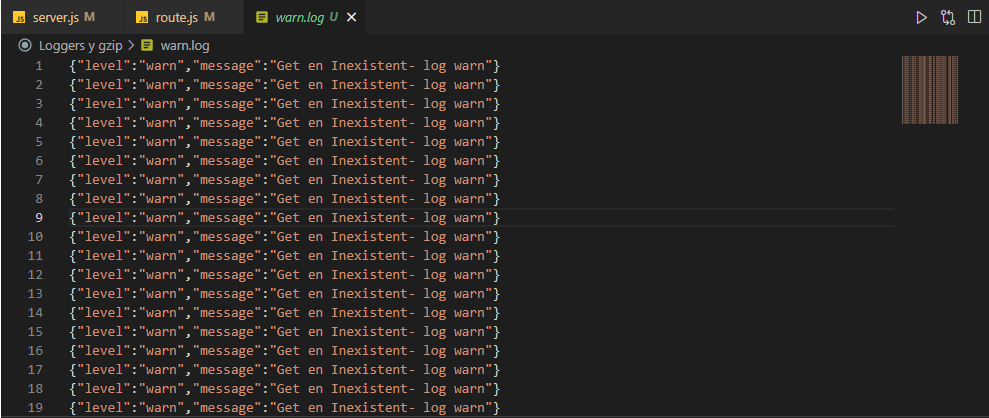 JS server.js M JS route.js M warn.log U
Loggers y gzip > warn.log
1 {"level":"warn","message":"Get en Inexistent- log warn"}
2 {"level":"warn","message":"Get en Inexistent- log warn"}
3 {"level":"warn","message":"Get en Inexistent- log warn"}
4 {"level":"warn","message":"Get en Inexistent- log warn"}
5 {"level":"warn","message":"Get en Inexistent- log warn"}
6 {"level":"warn","message":"Get en Inexistent- log warn"}
7 {"level":"warn","message":"Get en Inexistent- log warn"}
8 {"level":"warn","message":"Get en Inexistent- log warn"}
9 {"level":"warn","message":"Get en Inexistent- log warn"}
10 {"level":"warn","message":"Get en Inexistent- log warn"}
11 {"level":"warn","message":"Get en Inexistent- log warn"}
12 {"level":"warn","message":"Get en Inexistent- log warn"}
13 {"level":"warn","message":"Get en Inexistent- log warn"}
14 {"level":"warn","message":"Get en Inexistent- log warn"}
15 {"level":"warn","message":"Get en Inexistent- log warn"}
16 {"level":"warn","message":"Get en Inexistent- log warn"}
17 {"level":"warn","message":"Get en Inexistent- log warn"}
18 {"level":"warn","message":"Get en Inexistent- log warn"}
19 {"level":"warn","message":"Get en Inexistent- log warn"}